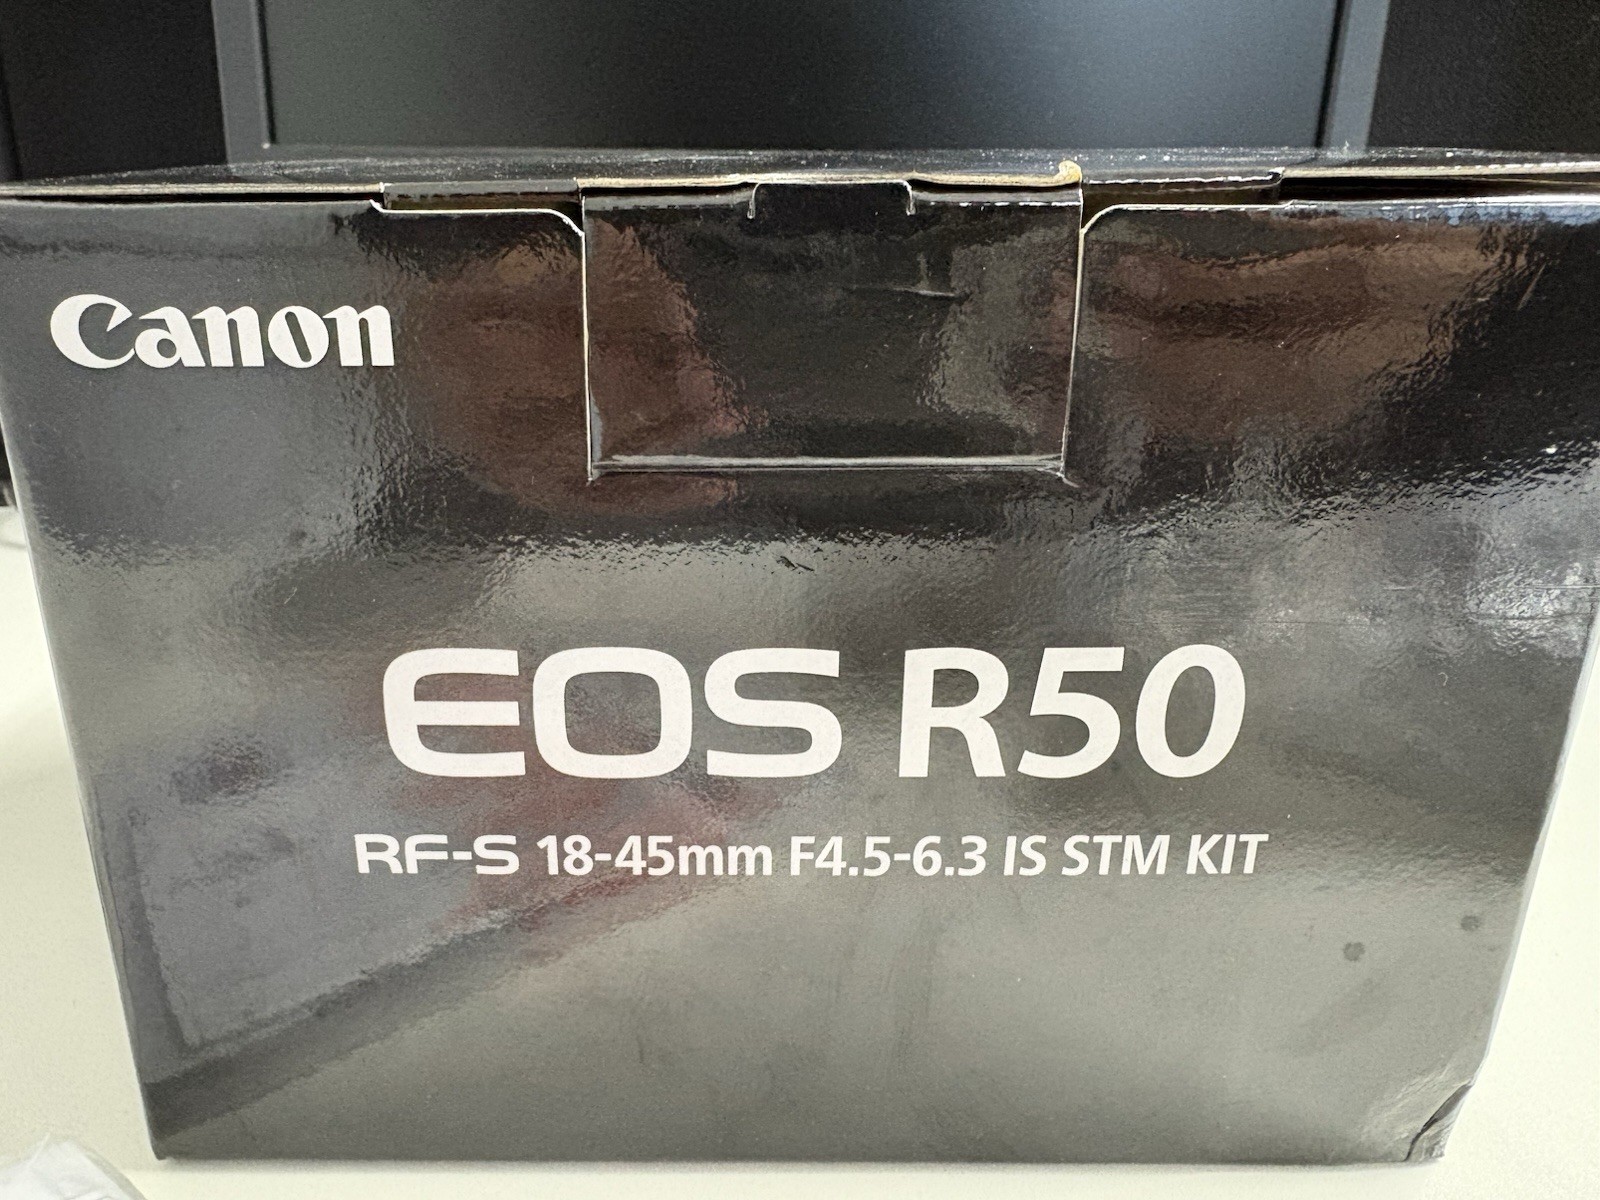 Canon
EOS R50
RF-S 18-45mm F4.5-6.3 IS STM KIT